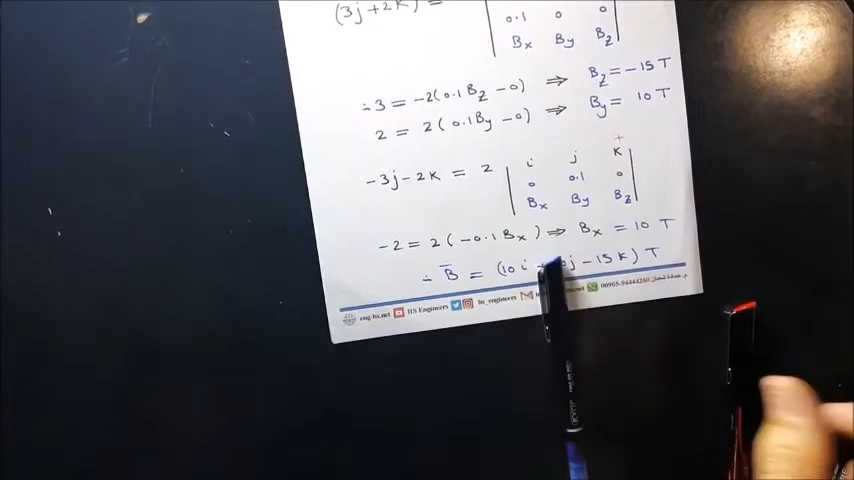 (3j+2K) =
0.1 0 0
Bx By Bz
∴ 3 = -2(0.1Bz - 0) ⇒ Bz = -15 T
2 = 2(0.1By - 0) ⇒ By = 10 T
+
-3j - 2K = 2 | i j K |
0 0.1 0
Bx By Bz
-2 = 2(-0.1Bx) ⇒ Bx = 10 T
∴ B̅ = (10i j - 15K) T
eng-hs.net HS Engineers hs_engineers 00965-94444260